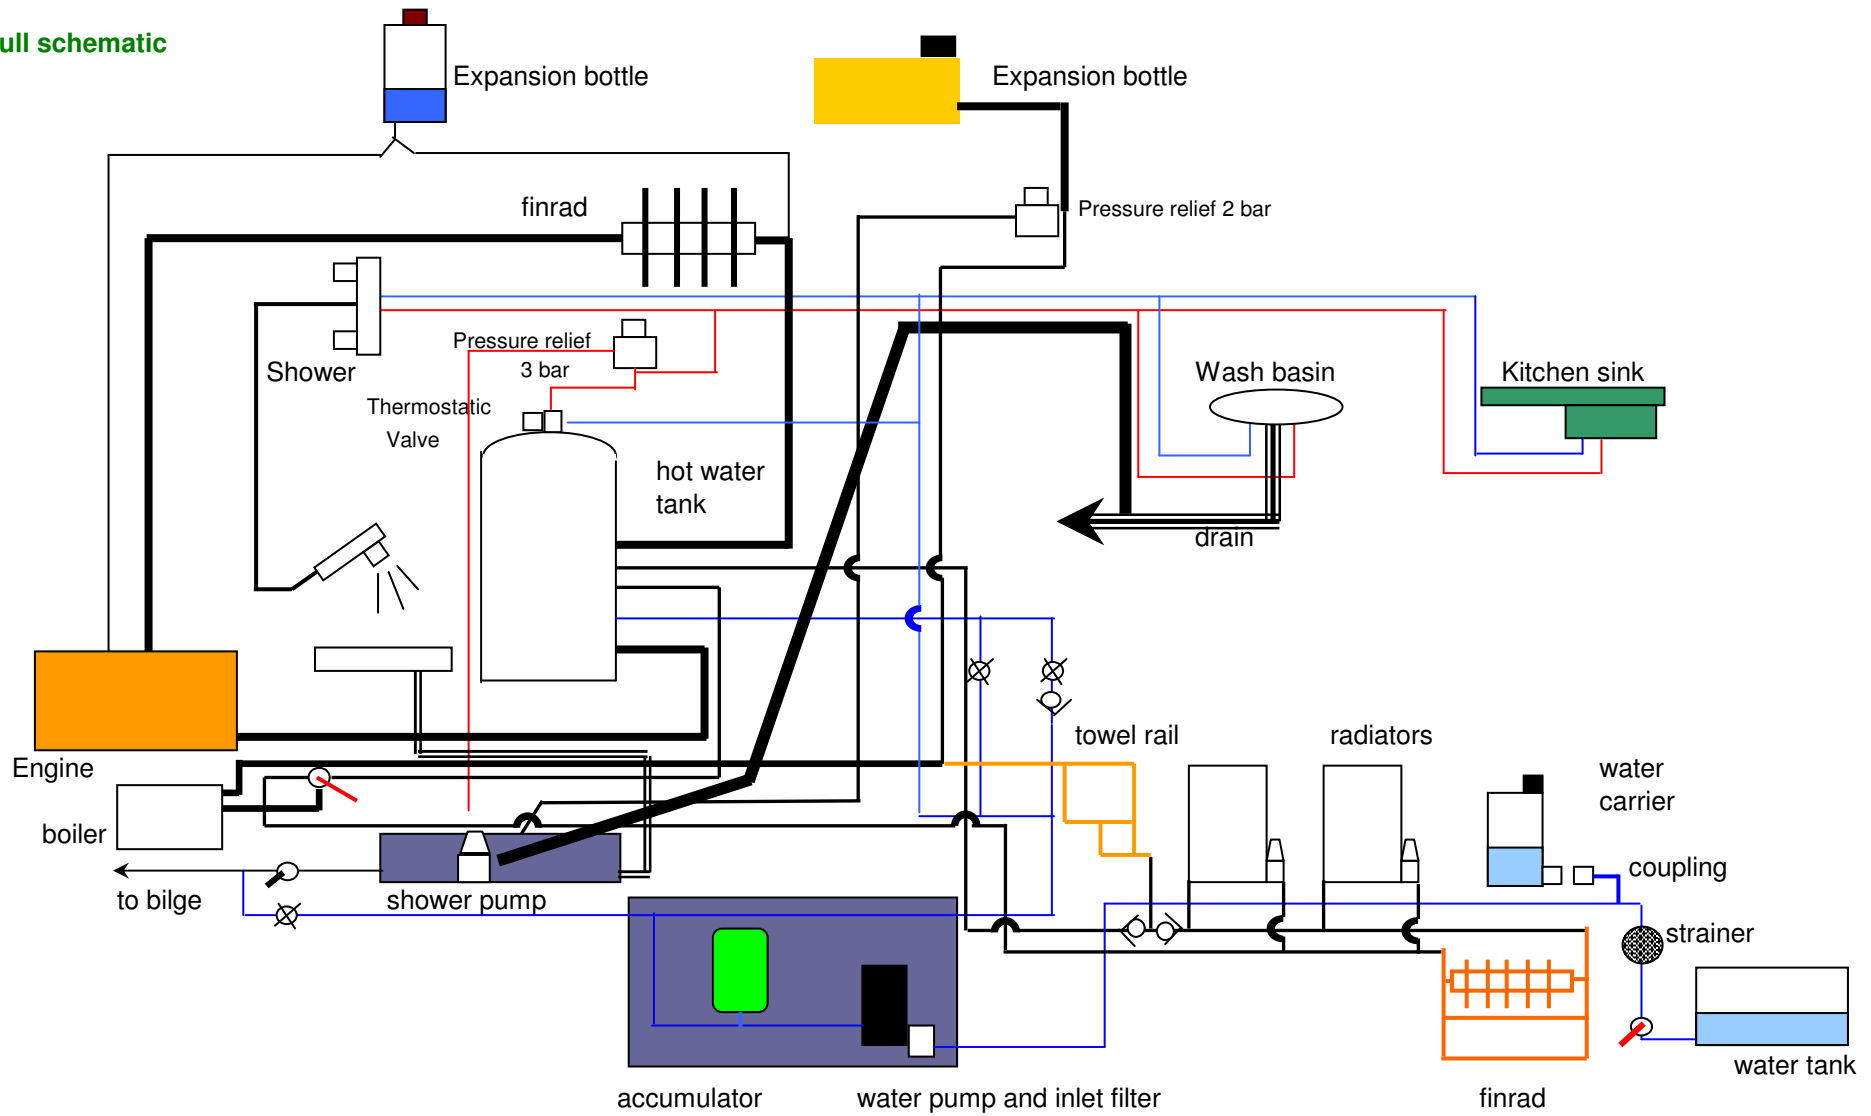 ull schematic
Expansion bottle
Expansion bottle
finrad
Pressure relief 2 bar
Pressure relief
3 bar
Shower
Wash basin
Kitchen sink
Thermostatic
Valve
hot water
tank
drain
towel rail
radiators
water
carrier
Engine
boiler
coupling
to bilge
shower pump
strainer
water tank
accumulator
water pump and inlet filter
finrad